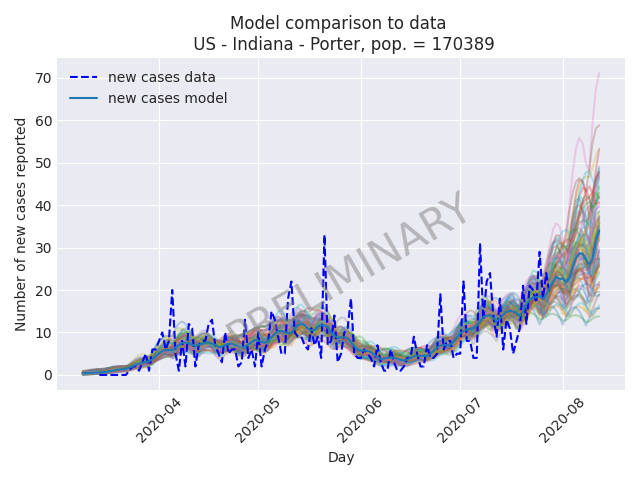 Model comparison to data
US - Indiana - Porter, pop. = 170389
new cases data
new cases model
PRELIMINARY
Number of new cases reported
70
60
50
40
30
20
10
0
2020-04
2020-05
2020-06
2020-07
2020-08
Day